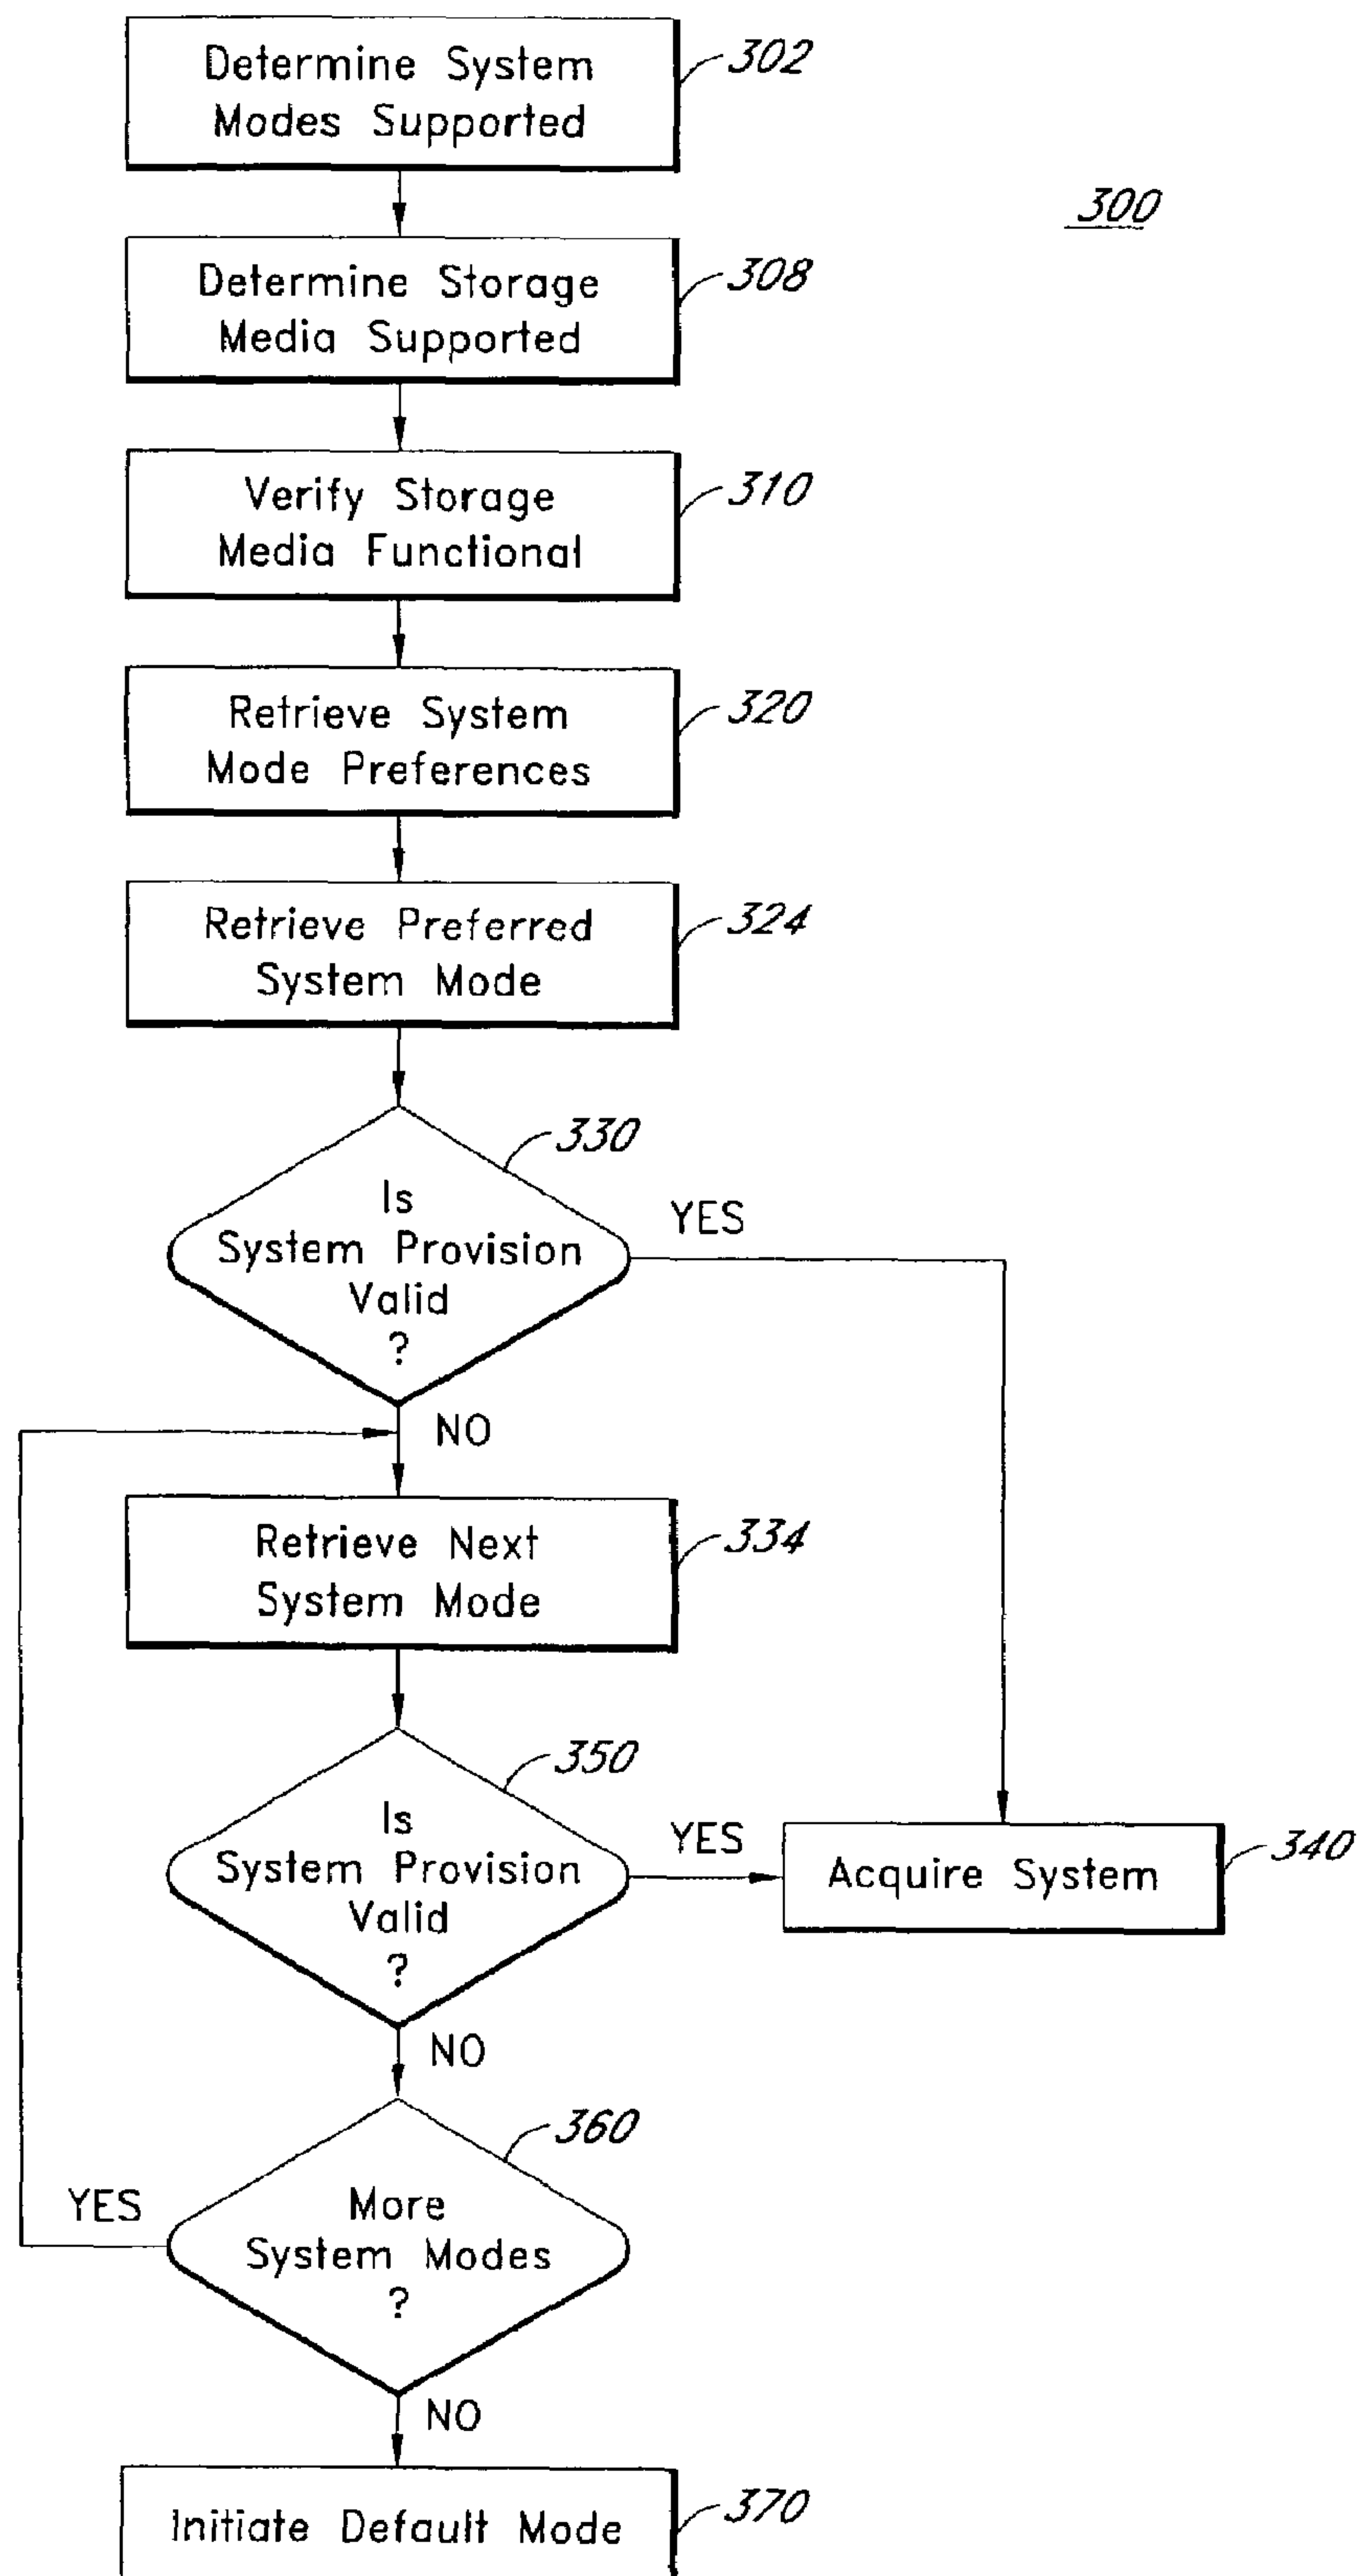 Determine System
Modes Supported
302
300
Determine Storage
Media Supported
308
Verify Storage
Media Functional
310
Retrieve System
Mode Preferences
320
Retrieve Preferred
System Mode
324
330
Is
System Provision
Valid
?
YES
NO
Retrieve Next
System Mode
334
350
Is
System Provision
Valid
?
YES
Acquire System
340
NO
360
More
System Modes
?
YES
NO
Initiate Default Mode
370